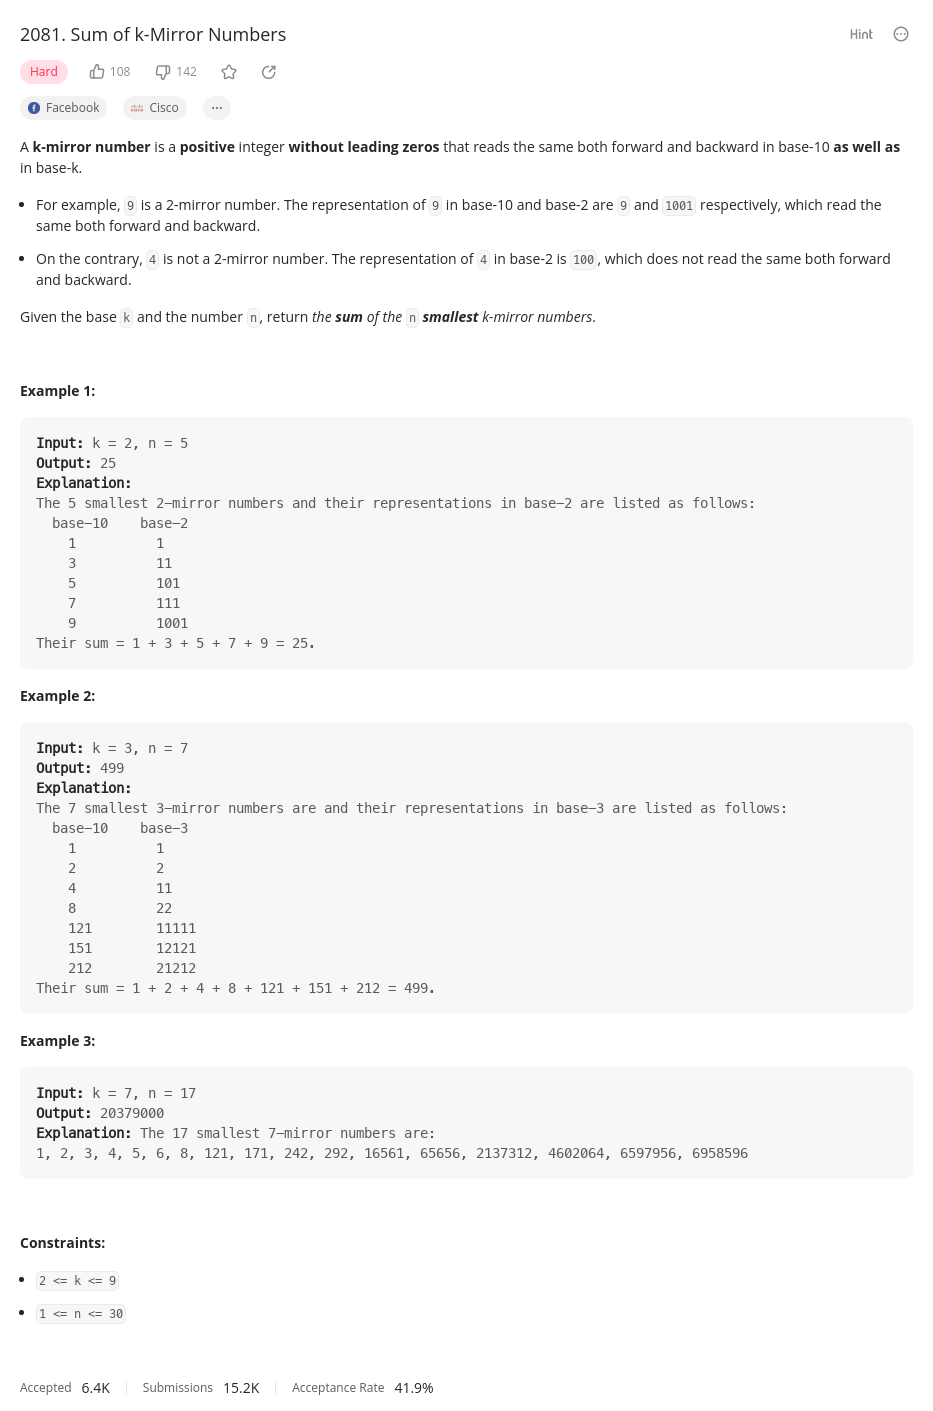 2081. Sum of k-Mirror Numbers
Hint
Hard 108 142
Facebook Cisco ···
A k-mirror number is a positive integer without leading zeros that reads the same both forward and backward in base-10 as well as
in base-k.
• For example, 9 is a 2-mirror number. The representation of 9 in base-10 and base-2 are 9 and 1001 respectively, which read the
same both forward and backward.
• On the contrary, 4 is not a 2-mirror number. The representation of 4 in base-2 is 100, which does not read the same both forward
and backward.
Given the base k and the number n, return the sum of the n smallest k-mirror numbers.
Example 1:
Input: k = 2, n = 5
Output: 25
Explanation:
The 5 smallest 2-mirror numbers and their representations in base-2 are listed as follows:
base-10 base-2
1 1
3 11
5 101
7 111
9 1001
Their sum = 1 + 3 + 5 + 7 + 9 = 25.
Example 2:
Input: k = 3, n = 7
Output: 499
Explanation:
The 7 smallest 3-mirror numbers are and their representations in base-3 are listed as follows:
base-10 base-3
1 1
2 2
4 11
8 22
121 11111
151 12121
212 21212
Their sum = 1 + 2 + 4 + 8 + 121 + 151 + 212 = 499.
Example 3:
Input: k = 7, n = 17
Output: 20379000
Explanation: The 17 smallest 7-mirror numbers are:
1, 2, 3, 4, 5, 6, 8, 121, 171, 242, 292, 16561, 65656, 2137312, 4602064, 6597956, 6958596
Constraints:
• 2 <= k <= 9
• 1 <= n <= 30
Accepted 6.4K Submissions 15.2K Acceptance Rate 41.9%